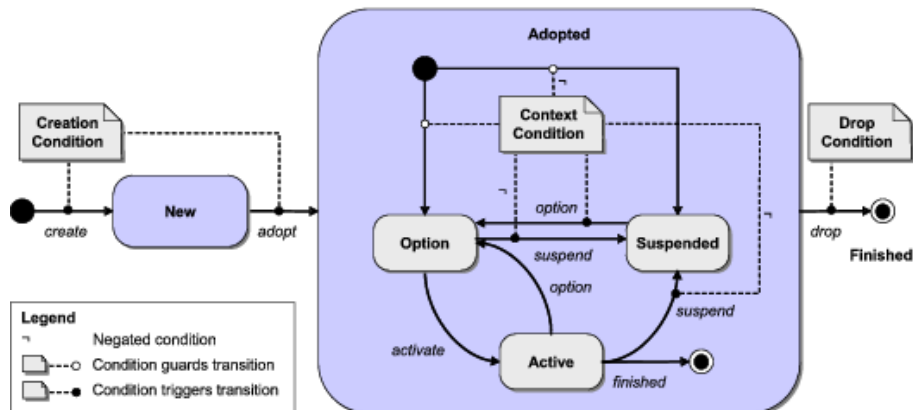 Adopted
Creation
Condition
Context
Condition
Drop
Condition
¬
¬
¬
New
create
adopt
option
Option
Suspended
suspend
drop
Finished
option
suspend
activate
Active
finished
Legend
¬ Negated condition
Condition guards transition
Condition triggers transition